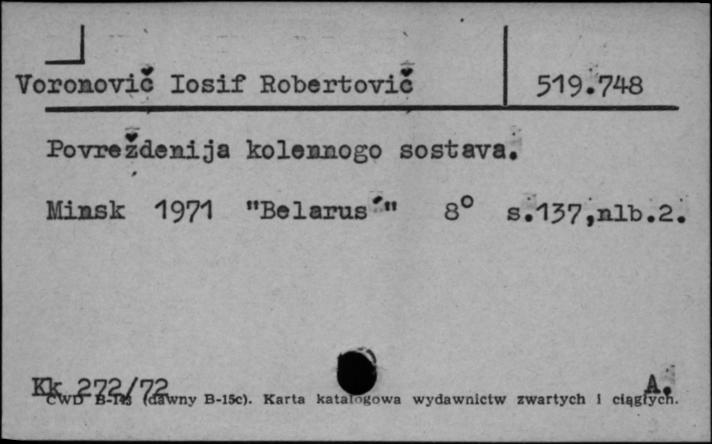 Voronovič Iosif Robertovič 519.748
Povreždenija kolennogo sostava.
Minsk 1971 "Belarus'" 8° s.137,nlb.2.
Kk 272/72 A.
(dawny B-15c). Karta katalogowa wydawnictw zwartych i ciągłych.